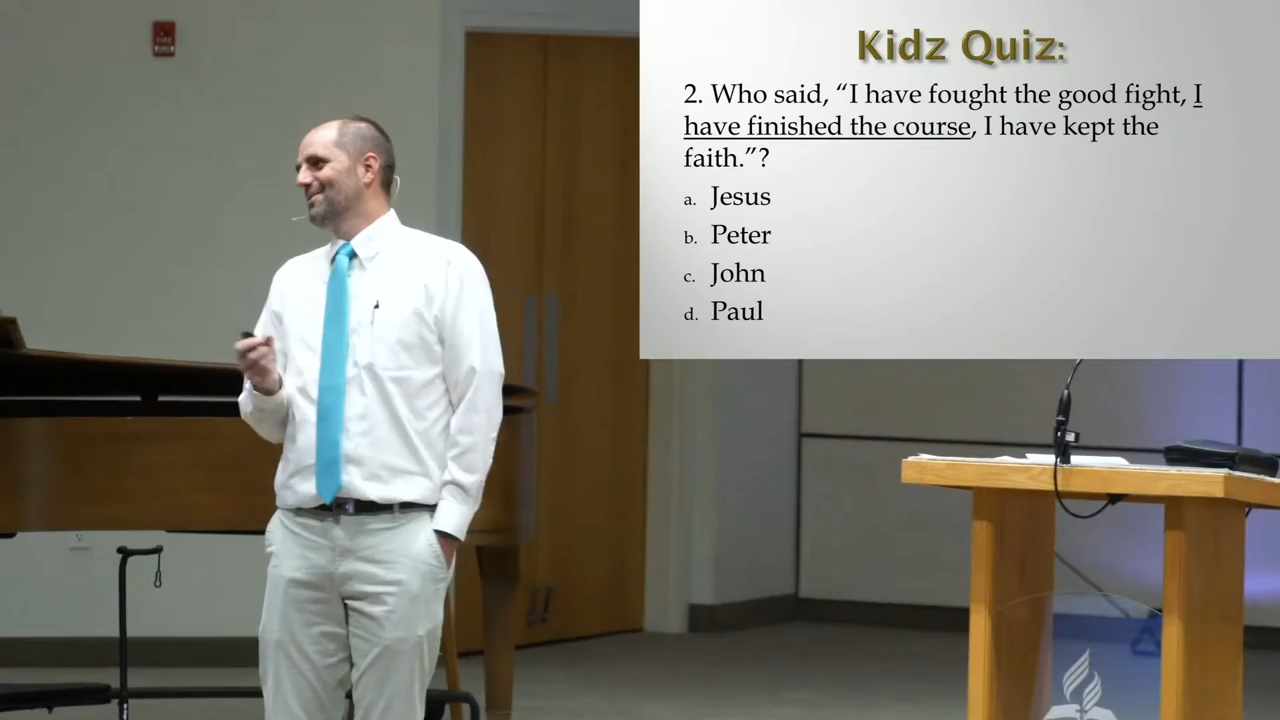 Kidz Quiz:
2. Who said, “I have fought the good fight, I
have finished the course, I have kept the
faith.”?
a. Jesus
b. Peter
c. John
d. Paul